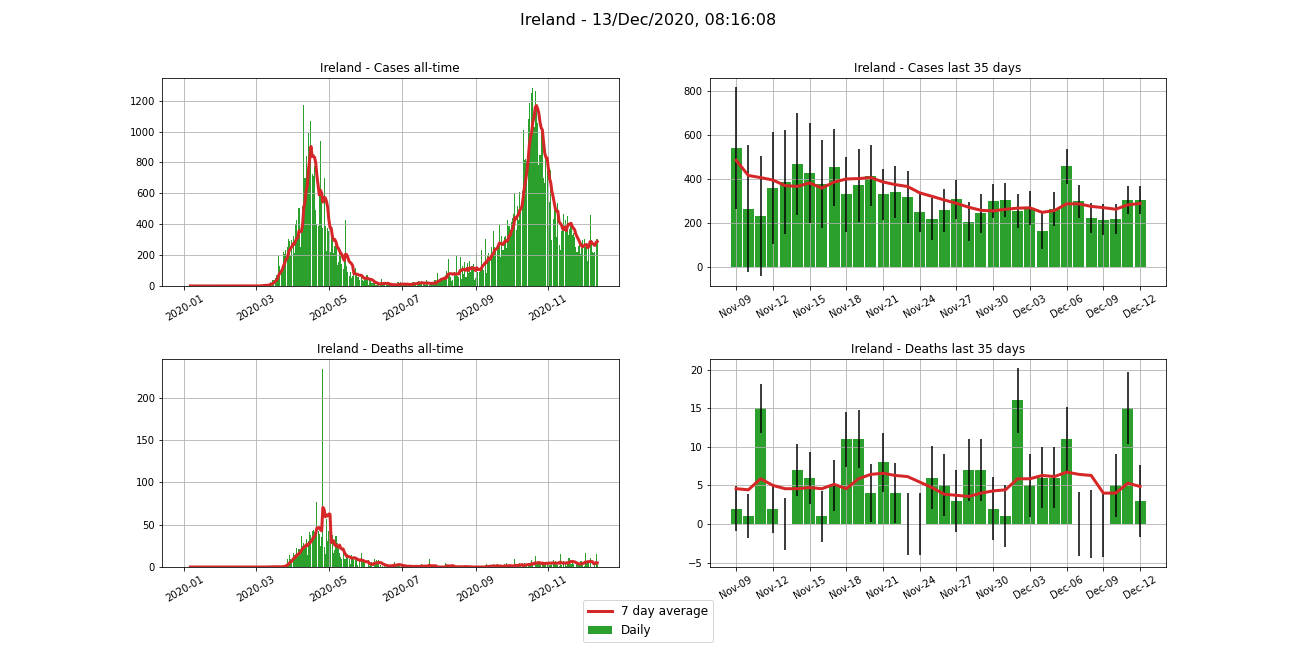 Ireland - 13/Dec/2020, 08:16:08
Ireland - Cases all-time
1200
1000
800
600
400
200
0
2020-01 2020-03 2020-05 2020-07 2020-09 2020-11
Ireland - Cases last 35 days
800
600
400
200
0
Nov-09 Nov-12 Nov-15 Nov-18 Nov-21 Nov-24 Nov-27 Nov-30 Dec-03 Dec-06 Dec-09 Dec-12
Ireland - Deaths all-time
200
150
100
50
0
2020-01 2020-03 2020-05 2020-07 2020-09 2020-11
Ireland - Deaths last 35 days
20
15
10
5
0
−5
Nov-09 Nov-12 Nov-15 Nov-18 Nov-21 Nov-24 Nov-27 Nov-30 Dec-03 Dec-06 Dec-09 Dec-12
7 day average
Daily